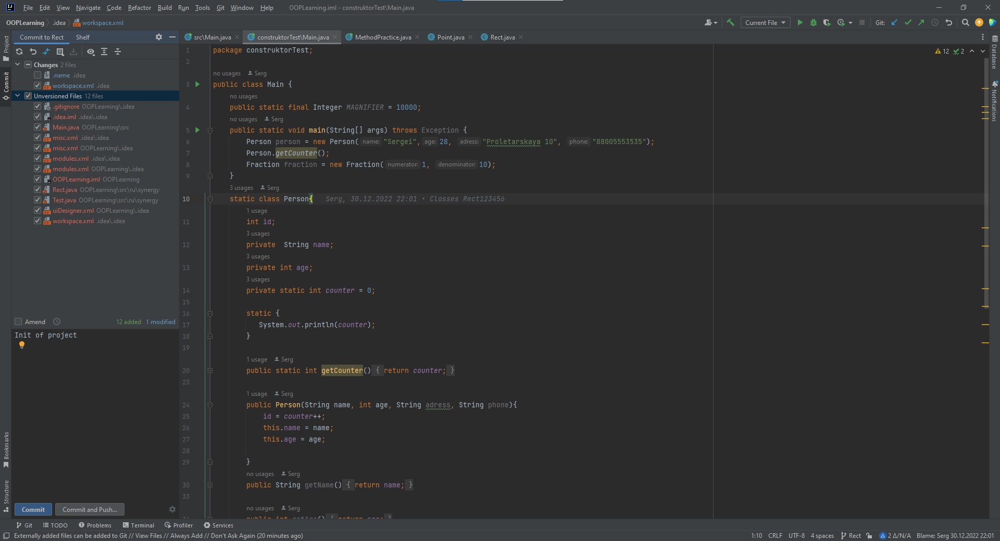 File Edit View Navigate Code Refactor Build Run Tools Git Window Help OOPLearning.iml - construktorTest\Main.java
OOPLearning .idea workspace.xml
Current File Git:
Project
Commit
Bookmarks
Structure
Commit to Rect Shelf
Changes 2 files
.name .idea
workspace.xml .idea
Unversioned Files 12 files
.gitignore OOPLearning\.idea
.idea.iml .idea\.idea
Main.java OOPLearning\src
misc.xml .idea\.idea
misc.xml OOPLearning\.idea
modules.xml .idea\.idea
modules.xml OOPLearning\.idea
OOPLearning.iml OOPLearning
Rect.java OOPLearning\src\ru\synergy
Test.java OOPLearning\src\ru\synergy
uiDesigner.xml OOPLearning\.idea
workspace.xml .idea\.idea
Amend 12 added 1 modified
Init of project
Commit Commit and Push...
src\Main.java construktorTest\Main.java MethodPractice.java Point.java Rect.java
12 2
1 package construktorTest;
2
no usages Serg
3 public class Main {
no usages
4 public static final Integer MAGNIFIER = 10000;
no usages Serg
5 public static void main(String[] args) throws Exception {
6 Person person = new Person( name: "Sergei", age: 28, adress: "Proletarskaya 10", phone: "88005553535");
7 Person.getCounter();
8 Fraction fraction = new Fraction( numerator: 1, denominator: 10);
9 }
3 usages Serg
10 static class Person{ Serg, 30.12.2022 22:01 • Classes Rect123456
1 usage
11 int id;
3 usages
12 private String name;
3 usages
13 private int age;
3 usages
14 private static int counter = 0;
15
16 static {
17 System.out.println(counter);
18 }
19
1 usage Serg
20 public static int getCounter() { return counter; }
23
1 usage Serg
24 public Person(String name, int age, String adress, String phone){
25 id = counter++;
26 this.name = name;
27 this.age = age;
28
29 }
no usages Serg
30 public String getName() { return name; }
33
no usages Serg
34 public int getAge() { return age; }
Database
Notifications
Git TODO Problems Terminal Profiler Services
Externally added files can be added to Git // View Files // Always Add // Don't Ask Again (20 minutes ago)
1:10 CRLF UTF-8 4 spaces Rect 2 Δ/N/A Blame: Serg 30.12.2022 22:01